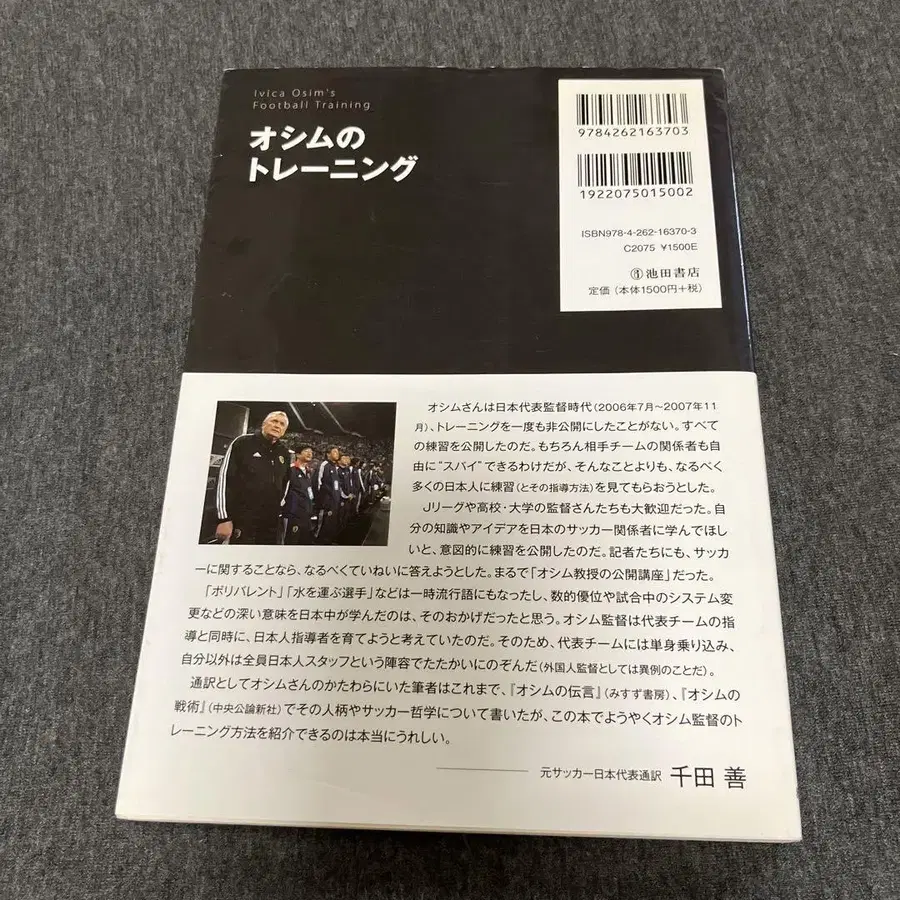 Ivica Osim's
Football Training
オシムの
トレーニング
9784262163703
1922075015002
ISBN978-4-262-16370-3
C2075 ¥1500E
池田書店
定価(本体1500円+税)
オシムさんは日本代表監督時代(2006年7月〜2007年11
月)、トレーニングを一度も非公開にしたことがない。すべて
の練習を公開したのだ。もちろん相手チームの関係者も自
由に“スパイ”できるわけだが、そんなことよりも、なるべく
多くの日本人に練習(とその指導方法)を見てもらおうとした。
Jリーグや高校・大学の監督さんたちも大歓迎だった。自
分の知識やアイデアを日本のサッカー関係者に学んでほし
いと、意図的に練習を公開したのだ。記者たちにも、サッカ
ーに関することなら、なるべくていねいに答えようとした。まるで「オシム教授の公開講座」だった。
「ポリバレント」「水を運ぶ選手」などは一時流行語にもなったし、数的優位や試合中のシステム変
更などの深い意味を日本中が学んだのは、そのおかげだったと思う。オシム監督は代表チームの指
導と同時に、日本人指導者を育てようと考えていたのだ。そのため、代表チームには単身乗り込み、
自分以外は全員日本人スタッフという陣容でたたかいにのぞんだ(外国人監督としては異例のことだ)。
通訳としてオシムさんのかたわらにいた筆者はこれまで、『オシムの伝言』(みすず書房)、『オシムの
戦術』(中央公論新社)でその人柄やサッカー哲学について書いたが、この本でようやくオシム監督のト
レーニング方法を紹介できるのは本当にうれしい。
元サッカー日本代表通訳 千田 善